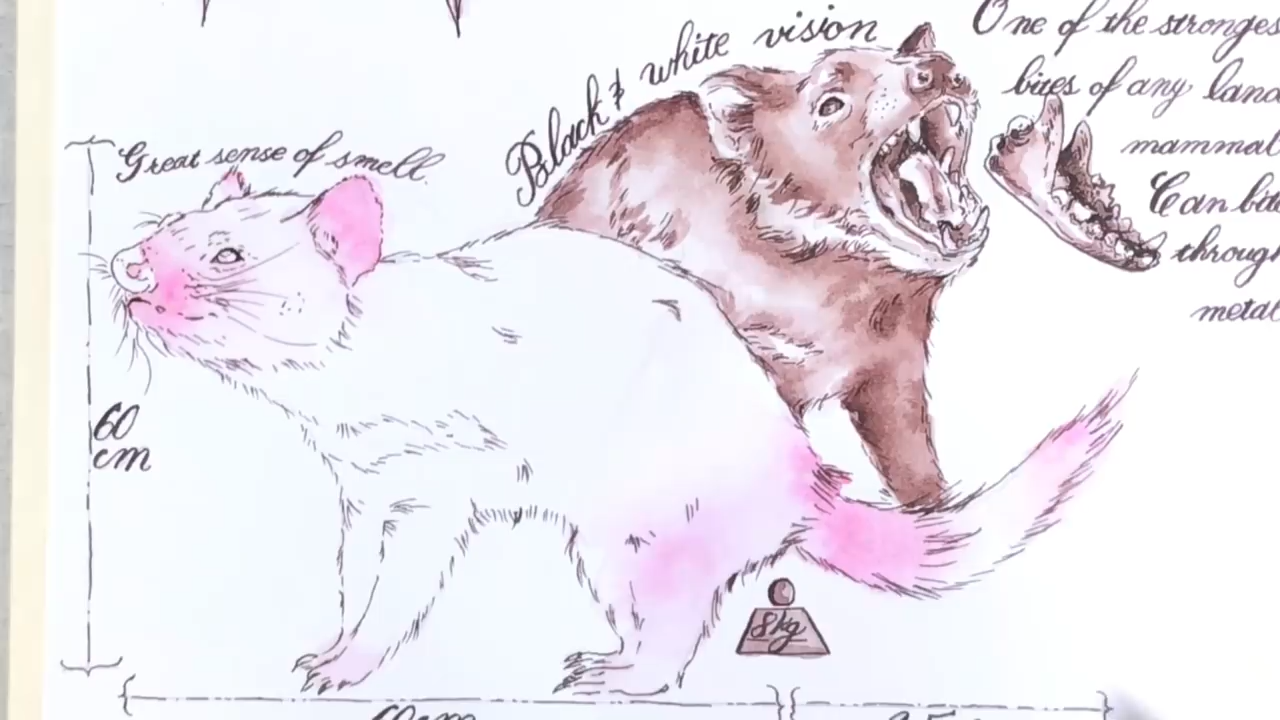 Great sense of smell.
Black & white vision
One of the stronges
bites of any land
mammal
Can bite
through
metal
60
cm
8kg